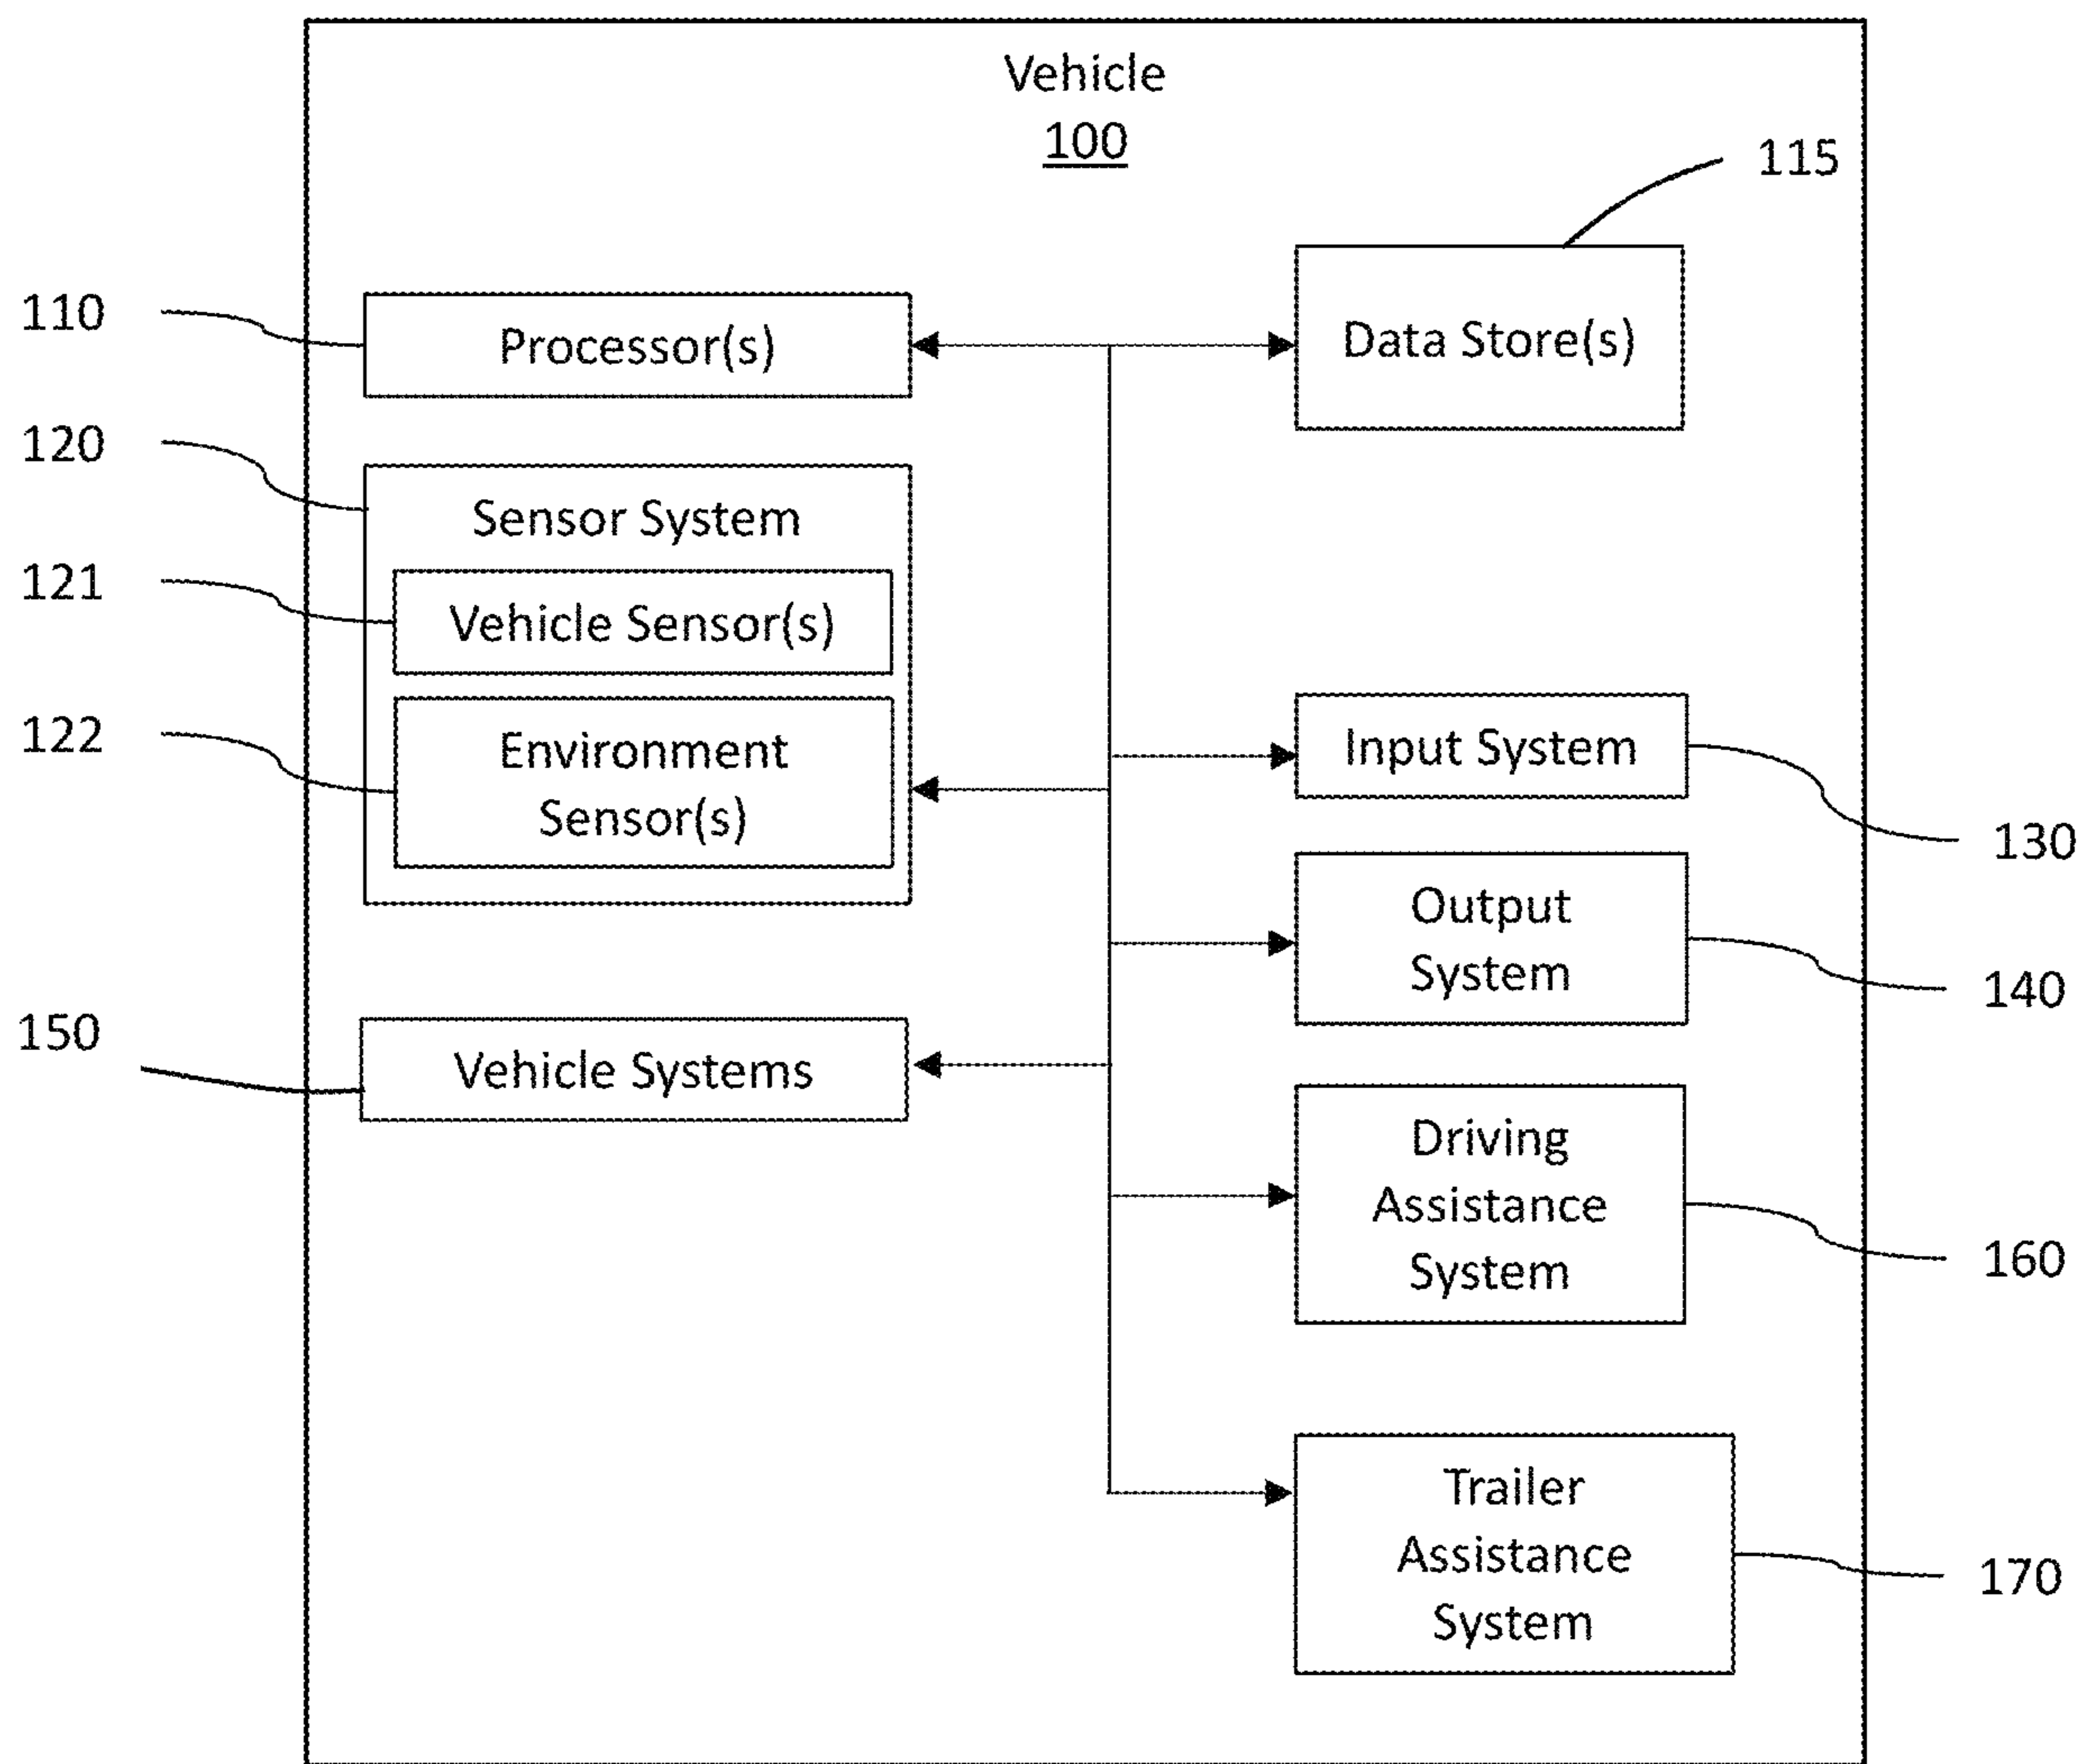 Vehicle
100
115
110
Processor(s)
Data Store(s)
120
Sensor System
121
Vehicle Sensor(s)
122
Environment
Sensor(s)
Input System
130
Output
System
140
150
Vehicle Systems
Driving
Assistance
System
160
Trailer
Assistance
System
170